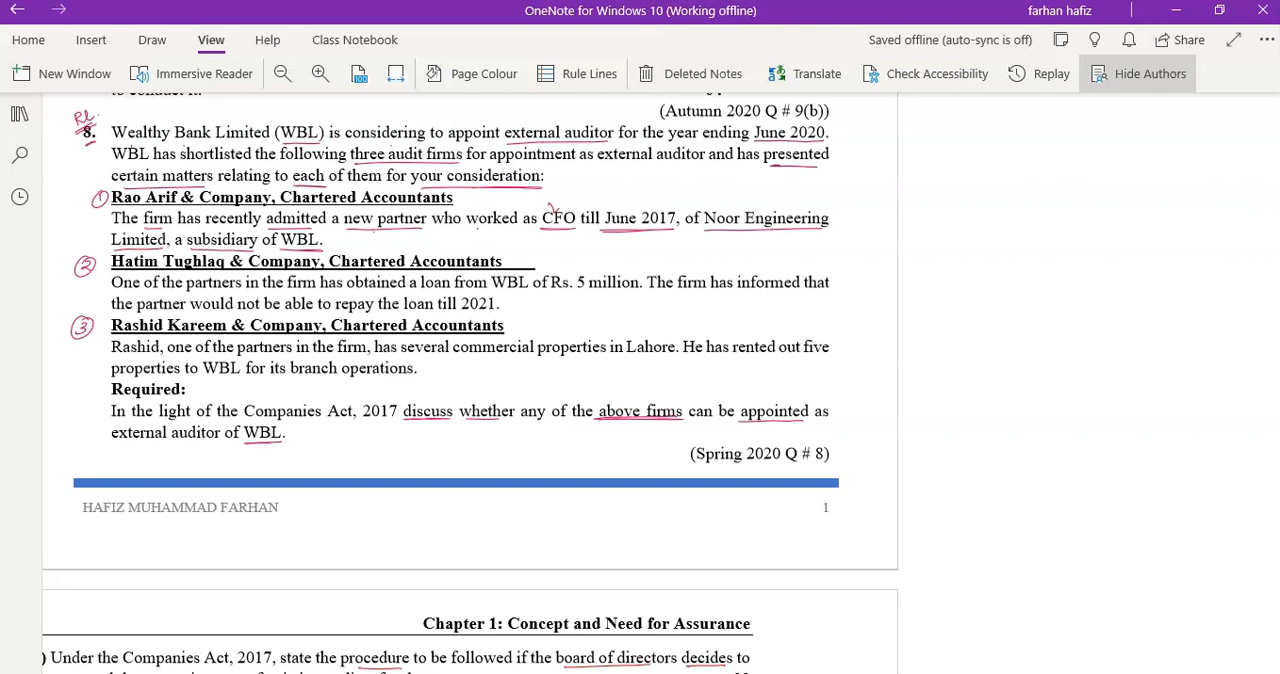 OneNote for Windows 10 (Working offline)
farhan hafiz
Home Insert Draw View Help Class Notebook
Saved offline (auto-sync is off) Share
New Window Immersive Reader Page Colour Rule Lines Deleted Notes Translate Check Accessibility Replay Hide Authors
to conduct it.
(Autumn 2020 Q # 9(b))
8. Wealthy Bank Limited (WBL) is considering to appoint external auditor for the year ending June 2020.
WBL has shortlisted the following three audit firms for appointment as external auditor and has presented
certain matters relating to each of them for your consideration:
① Rao Arif & Company, Chartered Accountants
The firm has recently admitted a new partner who worked as CFO till June 2017, of Noor Engineering
Limited, a subsidiary of WBL.
② Hatim Tughlaq & Company, Chartered Accountants
One of the partners in the firm has obtained a loan from WBL of Rs. 5 million. The firm has informed that
the partner would not be able to repay the loan till 2021.
③ Rashid Kareem & Company, Chartered Accountants
Rashid, one of the partners in the firm, has several commercial properties in Lahore. He has rented out five
properties to WBL for its branch operations.
Required:
In the light of the Companies Act, 2017 discuss whether any of the above firms can be appointed as
external auditor of WBL.
(Spring 2020 Q # 8)
HAFIZ MUHAMMAD FARHAN 1
Chapter 1: Concept and Need for Assurance
) Under the Companies Act, 2017, state the procedure to be followed if the board of directors decides to